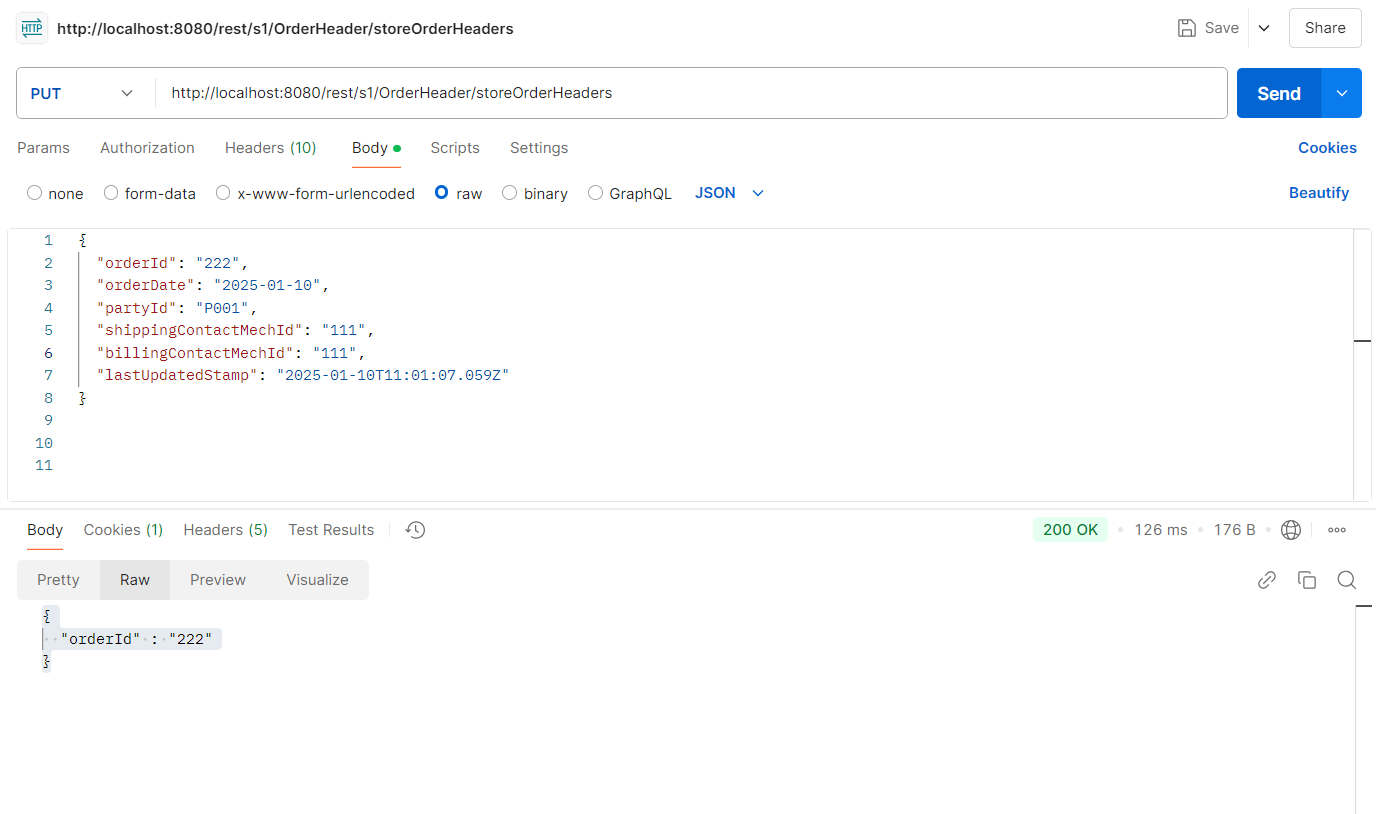 HTTP http://localhost:8080/rest/s1/OrderHeader/storeOrderHeaders Save Share
PUT http://localhost:8080/rest/s1/OrderHeader/storeOrderHeaders Send
Params Authorization Headers (10) Body Scripts Settings Cookies
none form-data x-www-form-urlencoded raw binary GraphQL JSON Beautify
1 {
2 "orderId": "222",
3 "orderDate": "2025-01-10",
4 "partyId": "P001",
5 "shippingContactMechId": "111",
6 "billingContactMechId": "111",
7 "lastUpdatedStamp": "2025-01-10T11:01:07.059Z"
8 }
9
10
11
Body Cookies (1) Headers (5) Test Results 200 OK 126 ms 176 B
Pretty Raw Preview Visualize
{
"orderId" : "222"
}